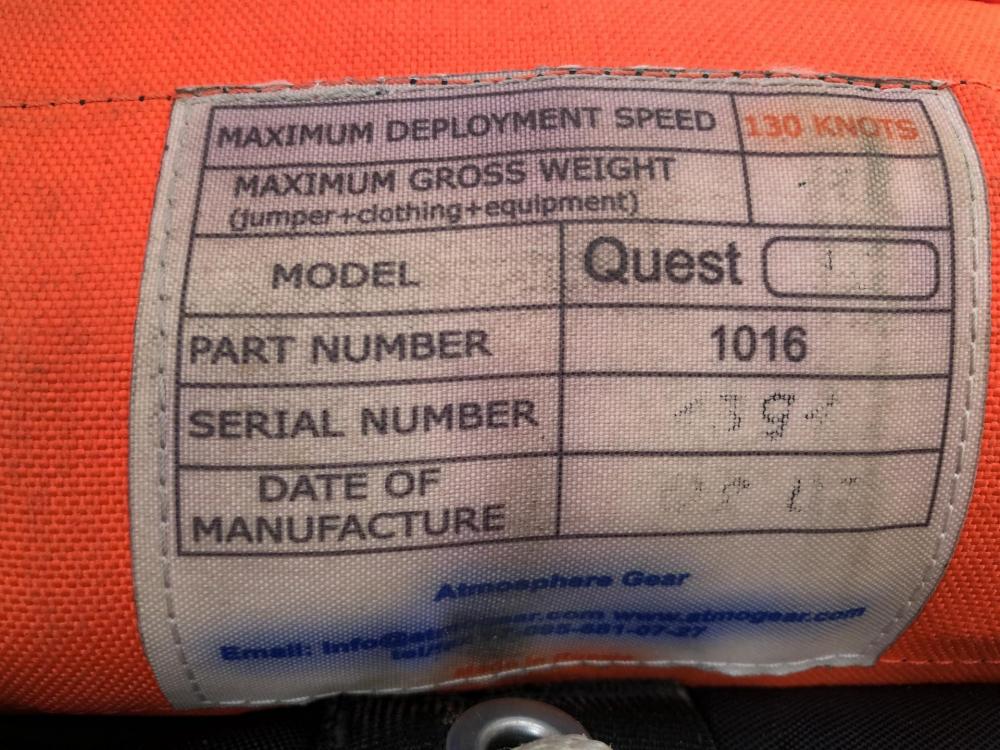 MAXIMUM DEPLOYMENT SPEED 130 KNOTS
MAXIMUM GROSS WEIGHT
(jumper+clothing+equipment)
MODEL Quest
PART NUMBER 1016
SERIAL NUMBER
DATE OF
MANUFACTURE
Atmosphere Gear
Email: www.atmogear.com